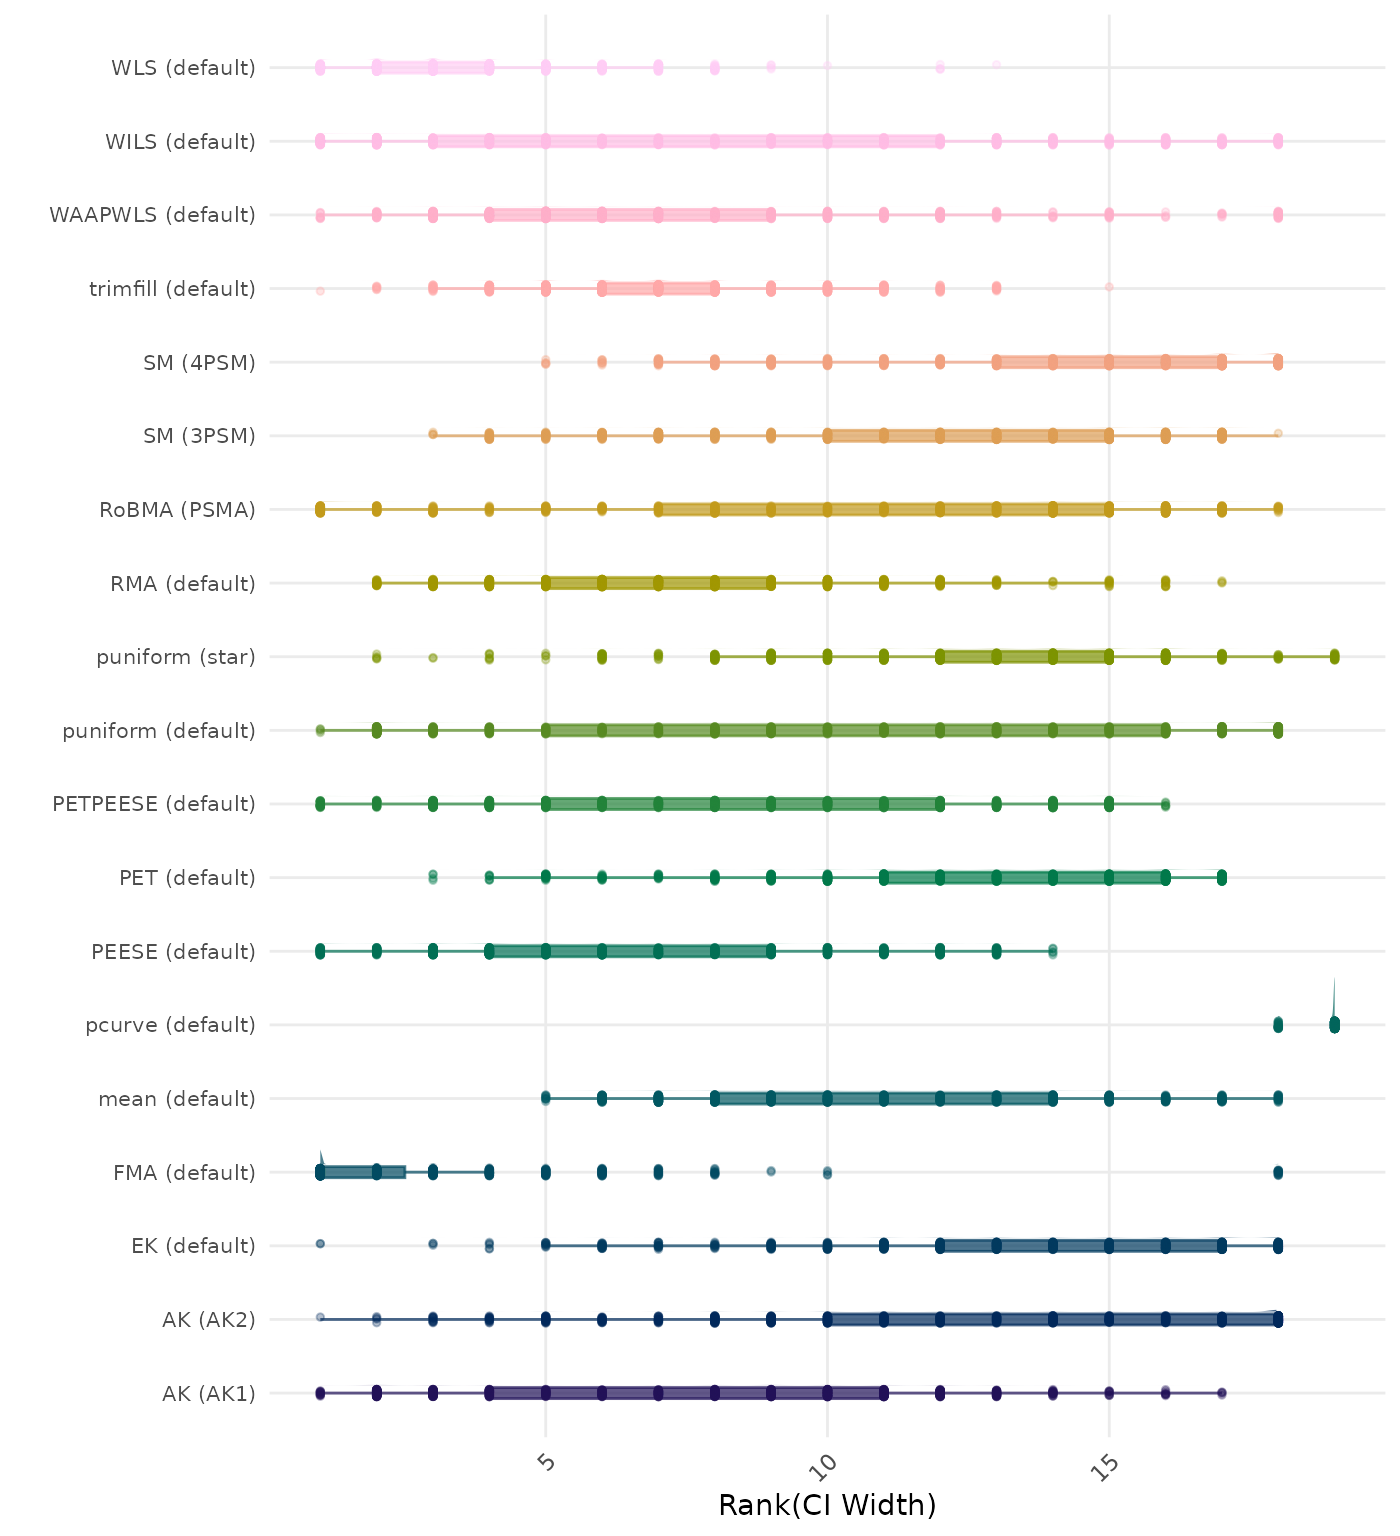 WLS (default)
WILS (default)
WAAPWLS (default)
trimfill (default)
SM (4PSM)
SM (3PSM)
RoBMA (PSMA)
RMA (default)
puniform (star)
puniform (default)
PETPEESE (default)
PET (default)
PEESE (default)
pcurve (default)
mean (default)
FMA (default)
EK (default)
AK (AK2)
AK (AK1)
5
10
15
Rank(CI Width)